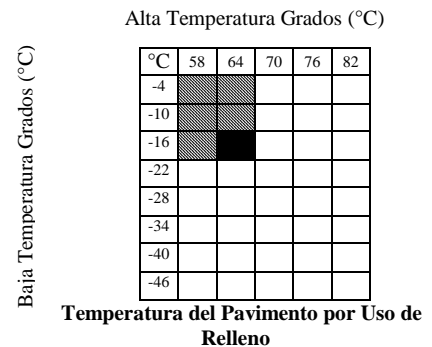 Alta Temperatura Grados (°C)
Baja Temperatura Grados (°C)
°C 58 64 70 76 82
-4
-10
-16
-22
-28
-34
-40
-46
Temperatura del Pavimento por Uso de
Relleno